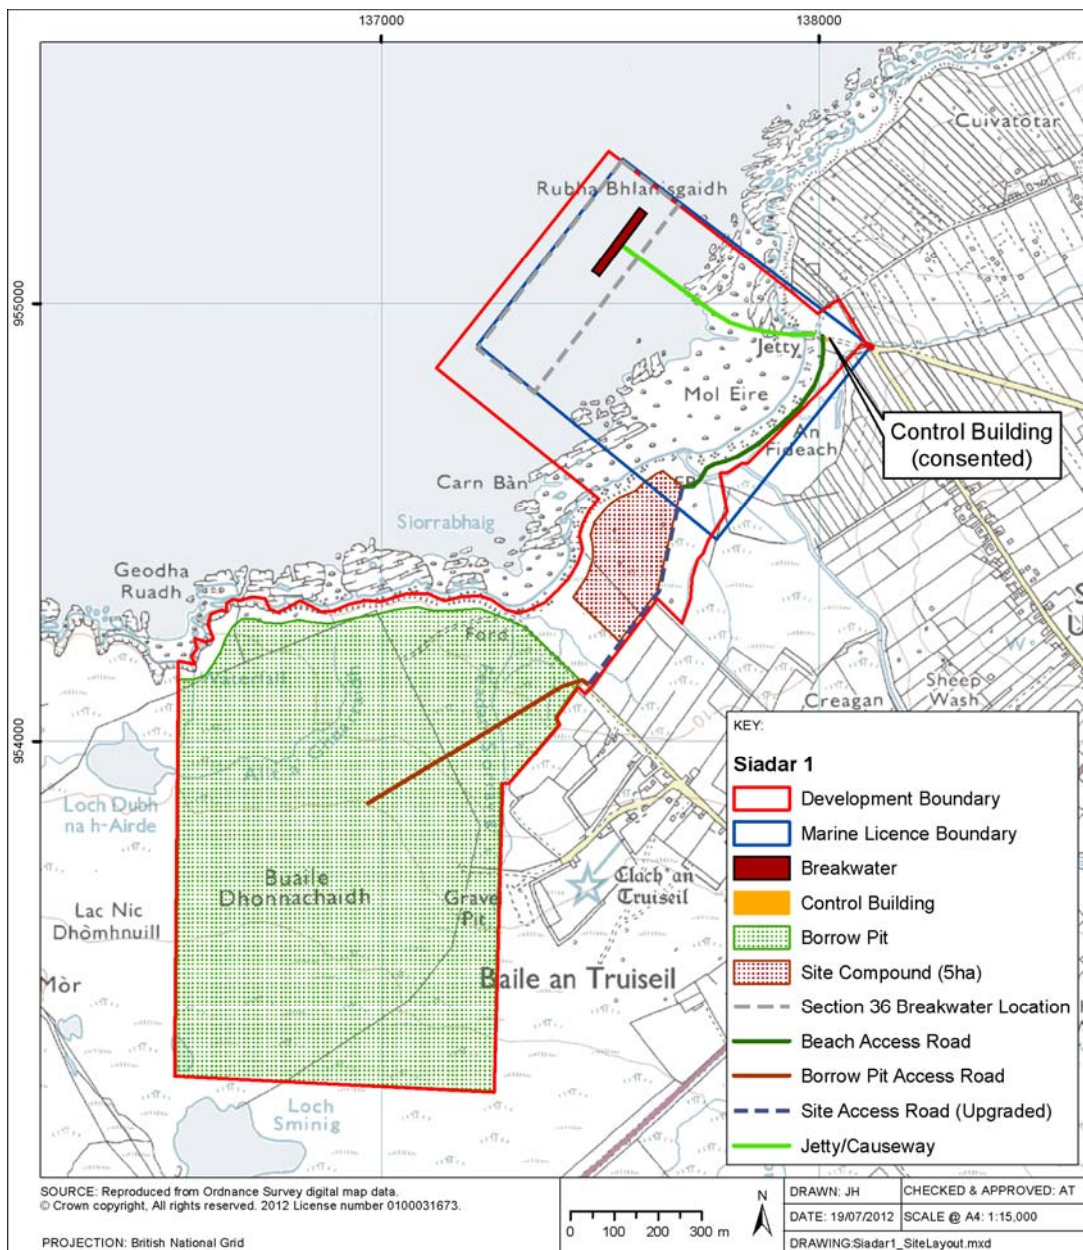 137000
138000
955000
954000
Cuivatotar
Rubha Bhlanisgaidh
Jetty
Mol Eire
An
Fideach
Control Building
(consented)
Carn Bàn
Siorrabhaig
Geodha
Ruadh
Ford
Waterfall
Creagan
Sheep
Wash
W
Loch Dubh
na h-Airde
Buaile
Dhonnachaidh
Lac Nic
Dhòmhnuill
Mòr
Grave
Pit
Clach an
Truiseil
Baile an Truiseil
Loch
Sminig
KEY:
Siadar 1
Development Boundary
Marine Licence Boundary
Breakwater
Control Building
Borrow Pit
Site Compound (5ha)
Section 36 Breakwater Location
Beach Access Road
Borrow Pit Access Road
Site Access Road (Upgraded)
Jetty/Causeway
SOURCE: Reproduced from Ordnance Survey digital map data.
© Crown copyright, All rights reserved. 2012 License number 0100031673.
PROJECTION: British National Grid
0 100 200 300 m
N
DRAWN: JH
CHECKED & APPROVED: AT
DATE: 19/07/2012
SCALE @ A4: 1:15,000
DRAWING:Siadar1_SiteLayout.mxd